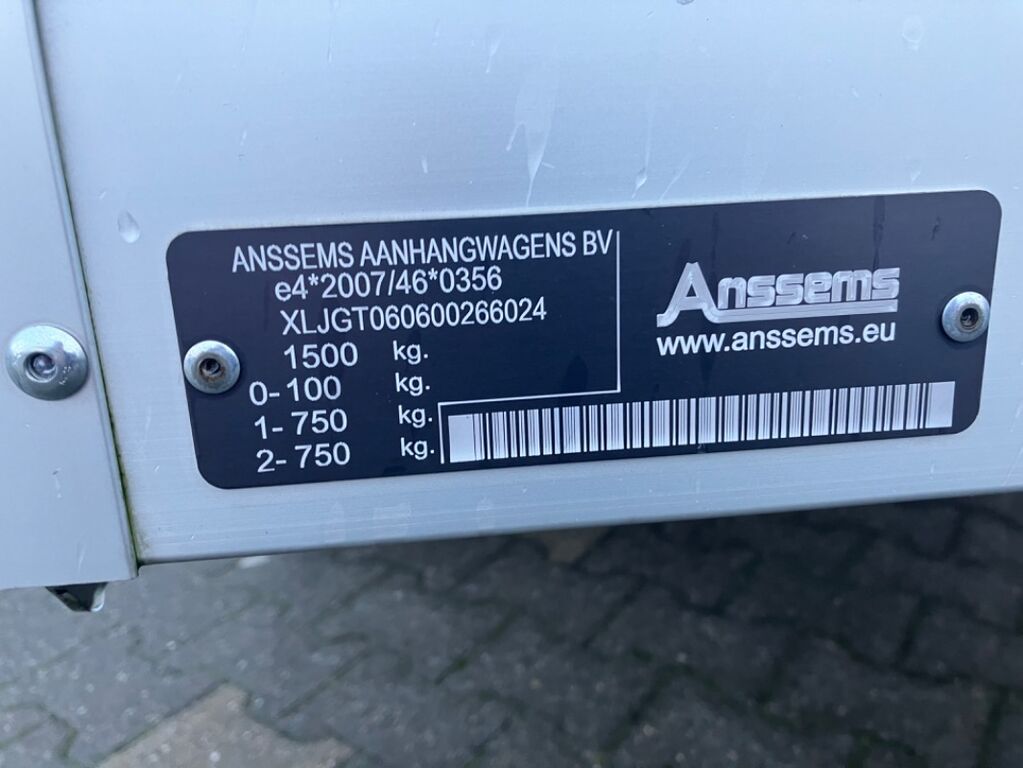 ANSSEMS AANHANGWAGENS BV
e4*2007/46*0356
XLJGT060600266024
1500 kg.
0-100 kg.
1-750 kg.
2-750 kg.
Anssems
www.anssems.eu